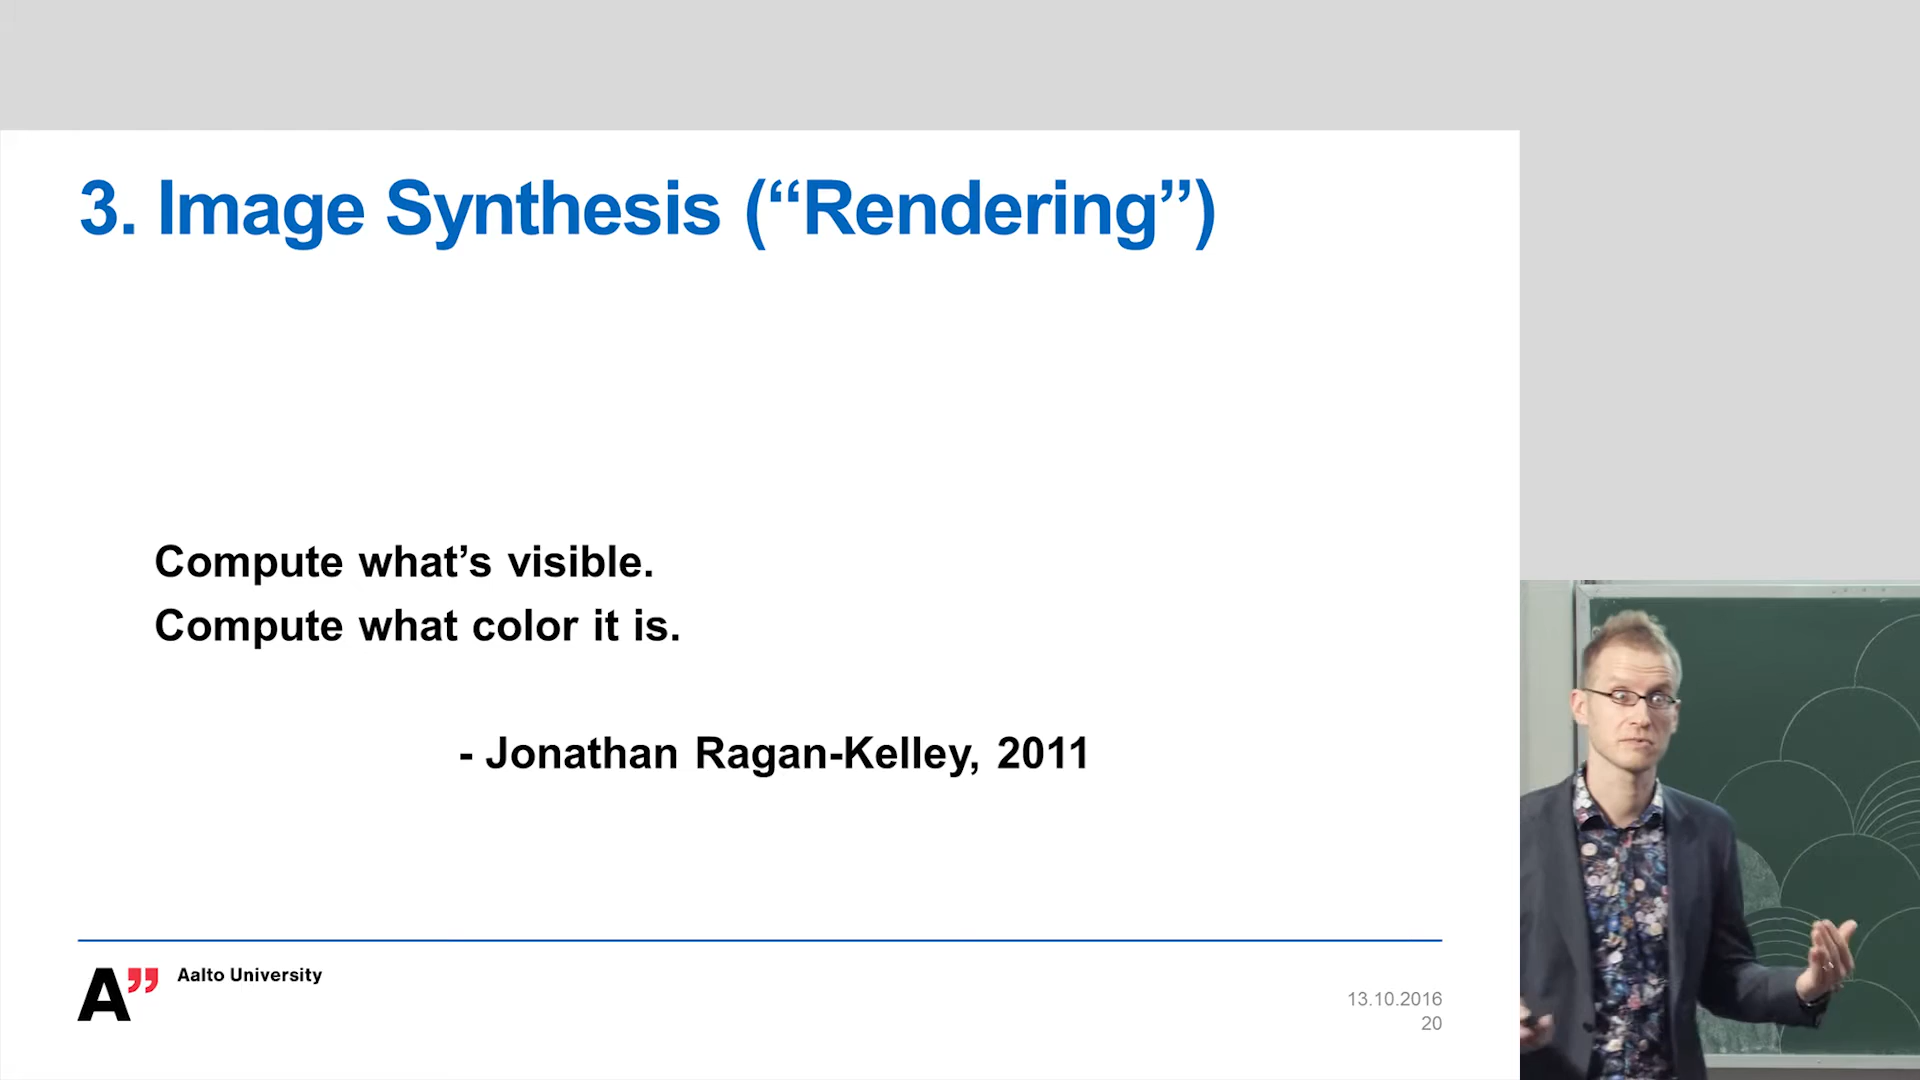 3. Image Synthesis (“Rendering”)
Compute what’s visible.
Compute what color it is.
- Jonathan Ragan-Kelley, 2011
A”
Aalto University
13.10.2016
20